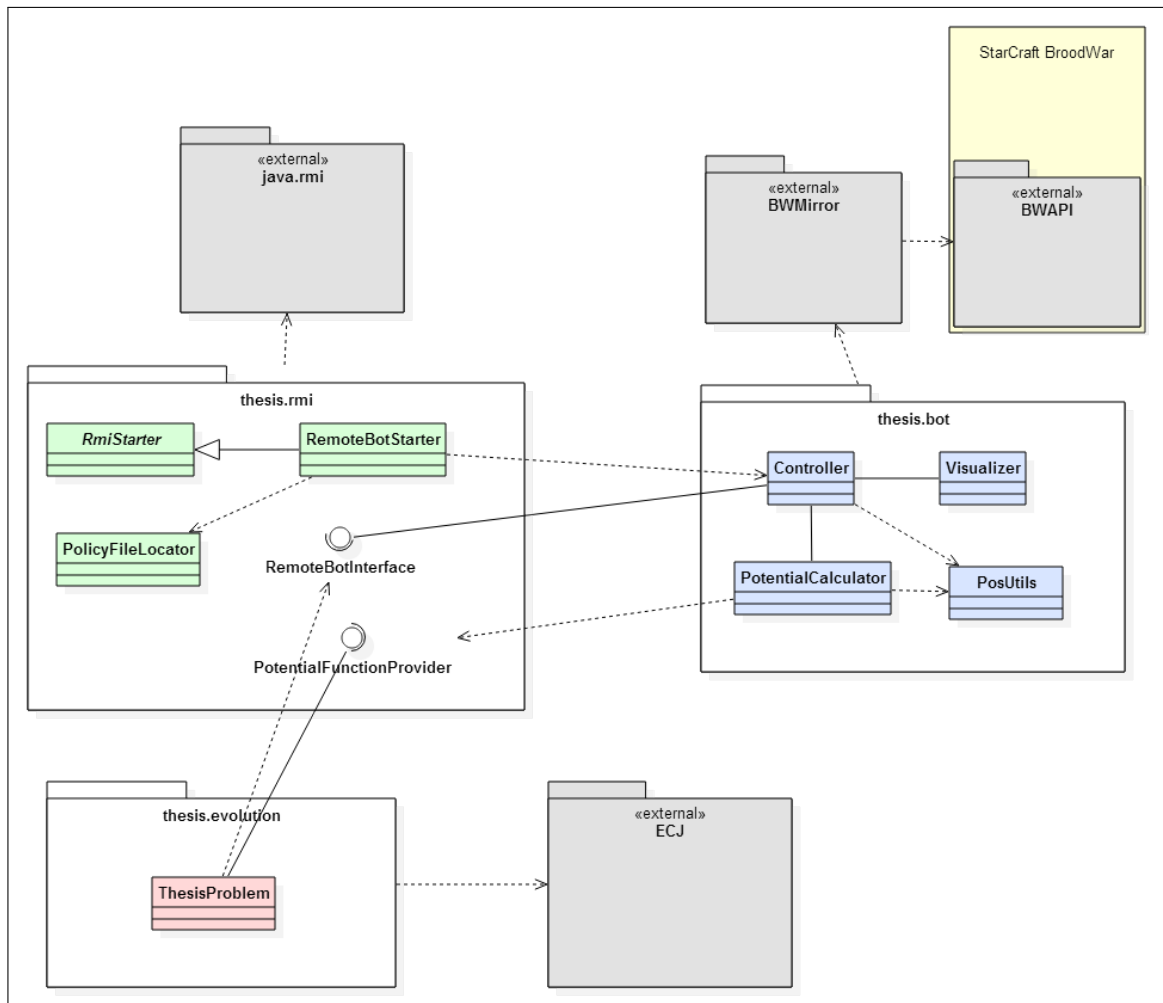 StarCraft BroodWar
«external»
java.rmi
«external»
BWMirror
«external»
BWAPI
thesis.rmi
RmiStarter
RemoteBotStarter
PolicyFileLocator
RemoteBotInterface
PotentialFunctionProvider
thesis.bot
Controller
Visualizer
PotentialCalculator
PosUtils
thesis.evolution
ThesisProblem
«external»
ECJ